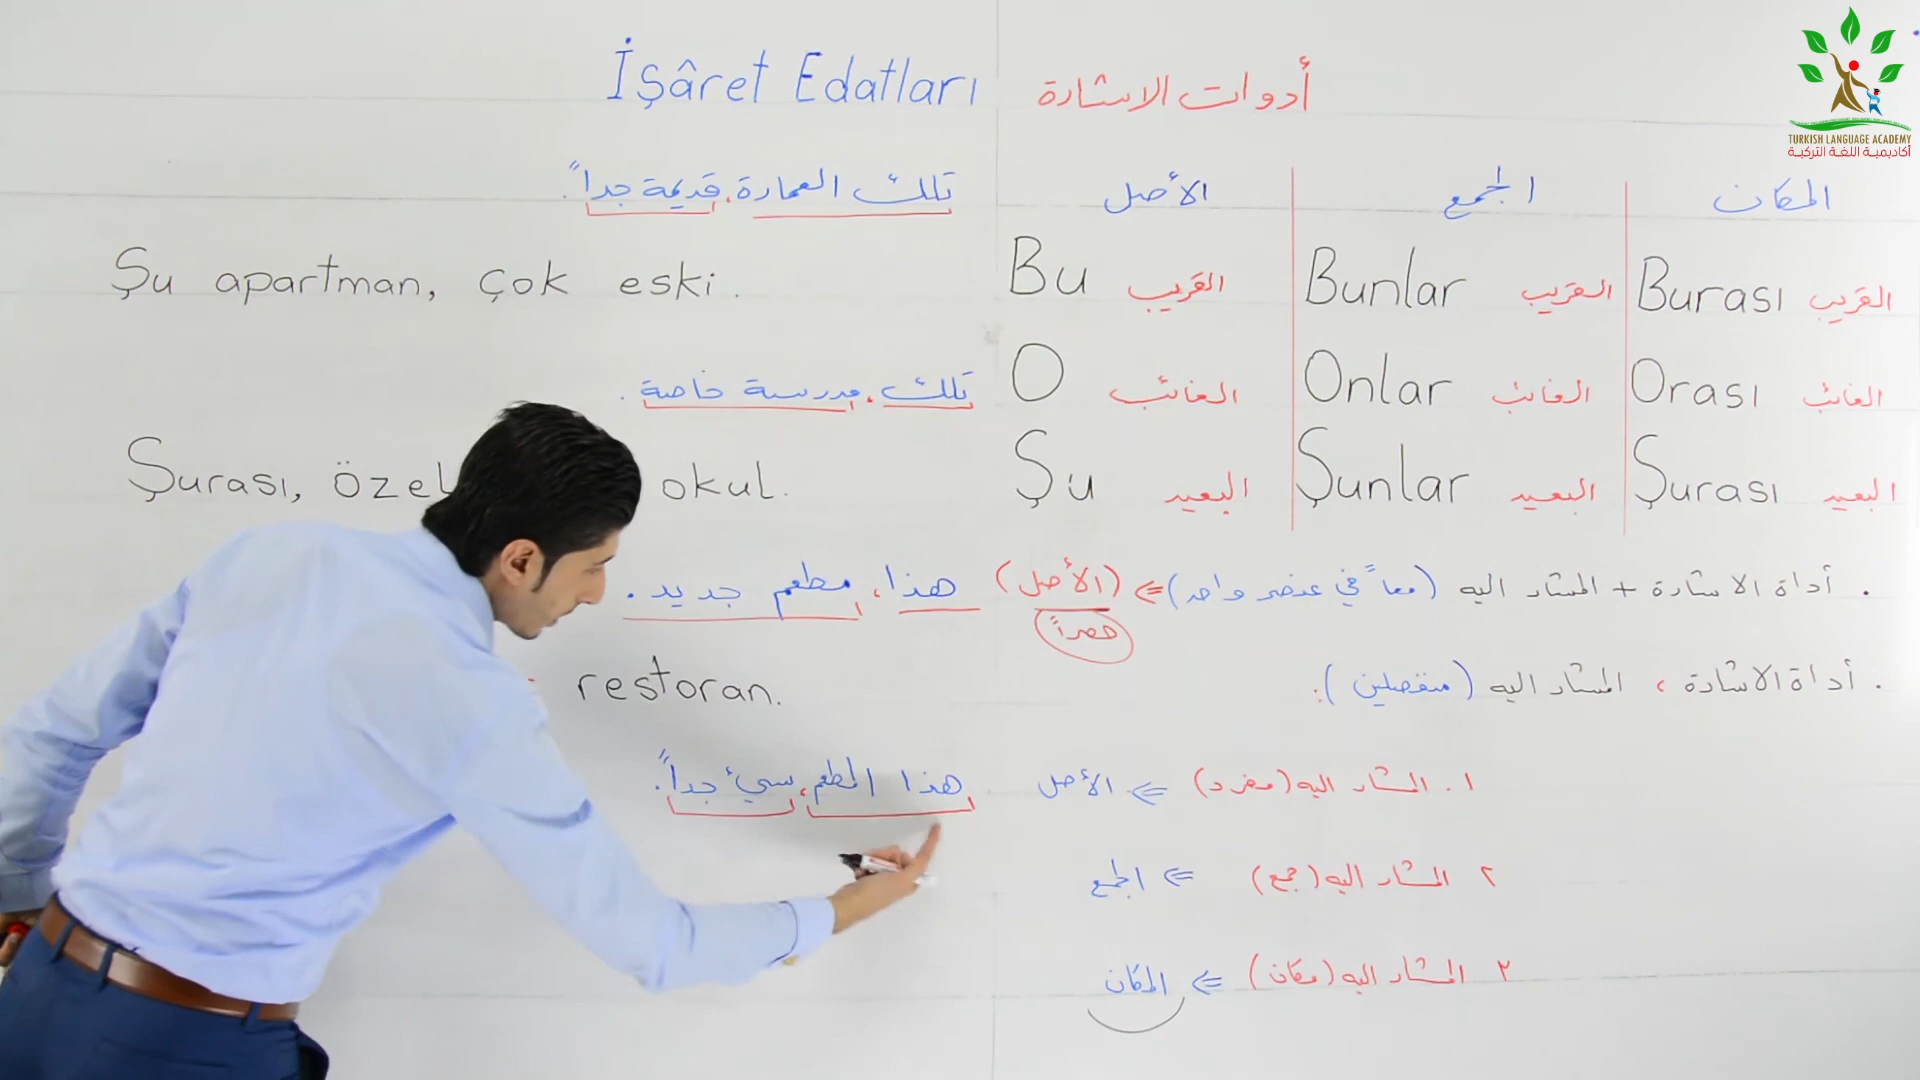 İşâret Edatları أدوات الاشارة
TURKISH LANGUAGE ACADEMY
أكاديمية اللغة التركية
المكان الجمع الأصل
Bu القريب Bunlar القريب Burası القريب
O الغائب Onlar الغائب Orası الغائب
Şu البعيد Şunlar البعيد Şurası البعيد
تلك العمارة، قديمة جداً.
Şu apartman, çok eski.
تلك، مدرسة خاصة.
Şurası, özel okul.
هذا، مطعم جديد.
restoran.
هذا المطعم، سيئ جداً.
. أداة الاشارة + المشار اليه (معاً في عنصر واحد) <= (الأصل)
حصراً
. أداة الاشارة ، المشار اليه (منفصلين).
١. المشار اليه (مفرد) <= الأصل
٢ المشار اليه (جمع) <= الجمع
٣ المشار اليه (مكان) <= المكان